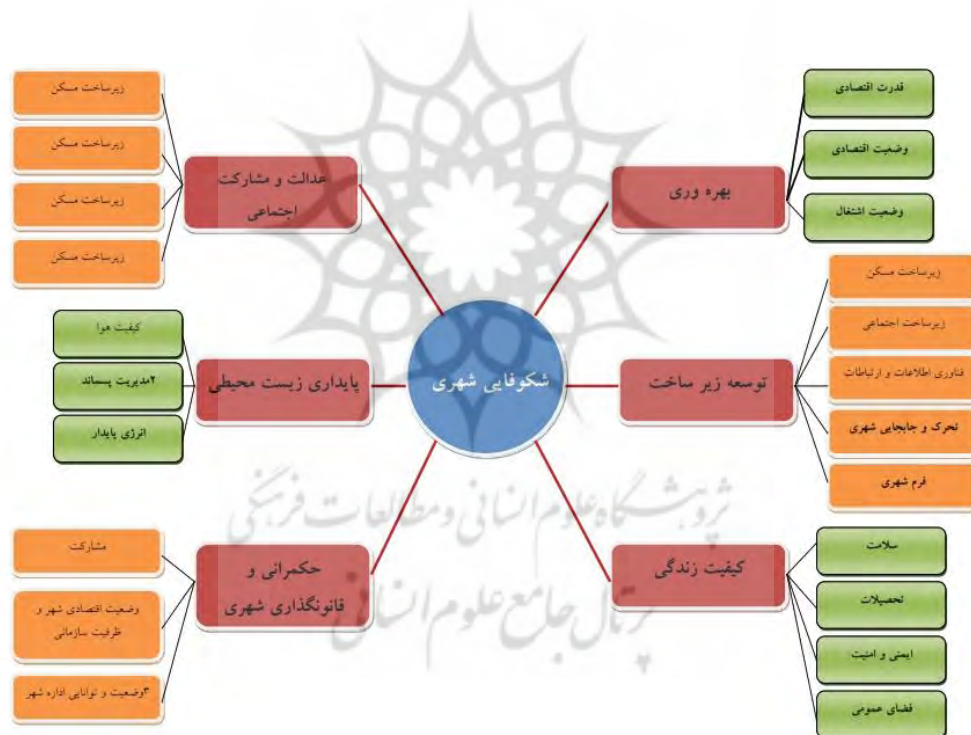 قدرت اقتصادی
وضعیت اقتصادی
وضعیت اشتغال
بهره وری
زیرساخت مسکن
زیرساخت اجتماعی
فناوری اطلاعات و ارتباطات
تحرک و جابجایی شهری
فرم شهری
توسعه زیر ساخت
سلامت
تحصیلات
ایمنی و امنیت
فضای عمومی
کیفیت زندگی
شکوفایی شهری
عدالت و مشارکت
اجتماعی
زیرساخت مسکن
زیرساخت مسکن
زیرساخت مسکن
زیرساخت مسکن
پایداری زیست محیطی
کیفیت هوا
۲مدیریت پسماند
انرژی پایدار
حکمرانی و
قانونگذاری شهری
مشارکت
وضعیت اقتصادی شهر و
ظرفیت سازمانی
۳وضعیت و توانایی اداره شهر
پژوهشگاه علوم انسانی و مطالعات فرهنگی
پرتال جامع علوم انسانی